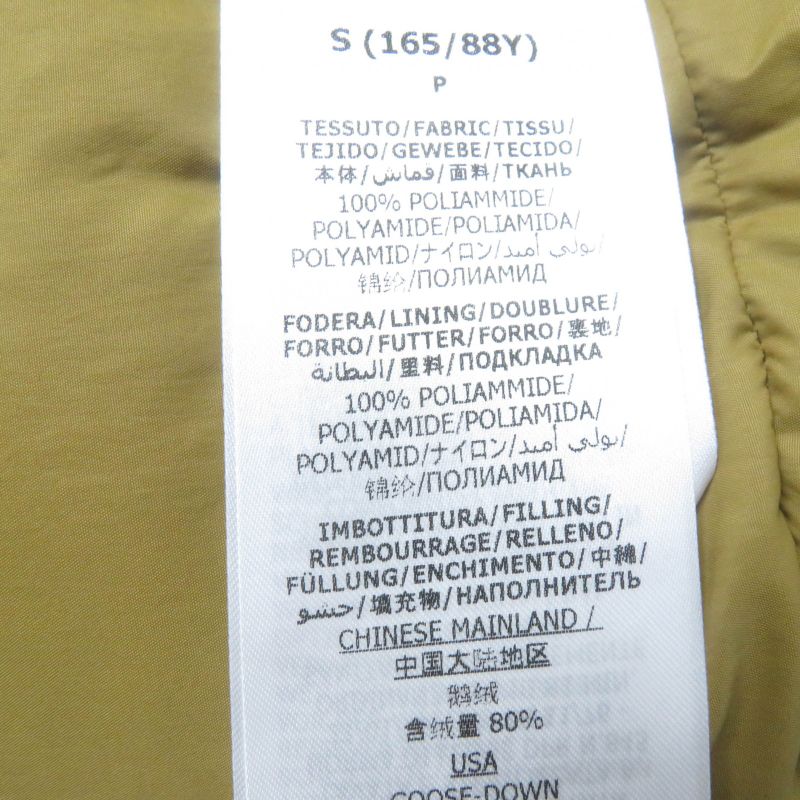 S (165/88Y)
P
TESSUTO/FABRIC/TISSU/
TEJIDO/GEWEBE/TECIDO/
本体/قماش/面料/ТКАНЬ
100% POLIAMMIDE/
POLYAMIDE/POLIAMIDA/
POLYAMID/ナイロン/بولي أميد/
锦纶/ПОЛИАМИД
FODERA/LINING/DOUBLURE/
FORRO/FUTTER/FORRO/裏地/
البطانة/里料/ПОДКЛАДКА
100% POLIAMMIDE/
POLYAMIDE/POLIAMIDA/
POLYAMID/ナイロン/بولي أميد/
锦纶/ПОЛИАМИД
IMBOTTITURA/FILLING/
REMBOURRAGE/RELLENO/
FÜLLUNG/ENCHIMENTO/中綿/
حشو/填充物/НАПОЛНИТЕЛЬ
CHINESE MAINLAND /
中国大陆地区
鹅绒
含绒量 80%
USA
GOOSE-DOWN